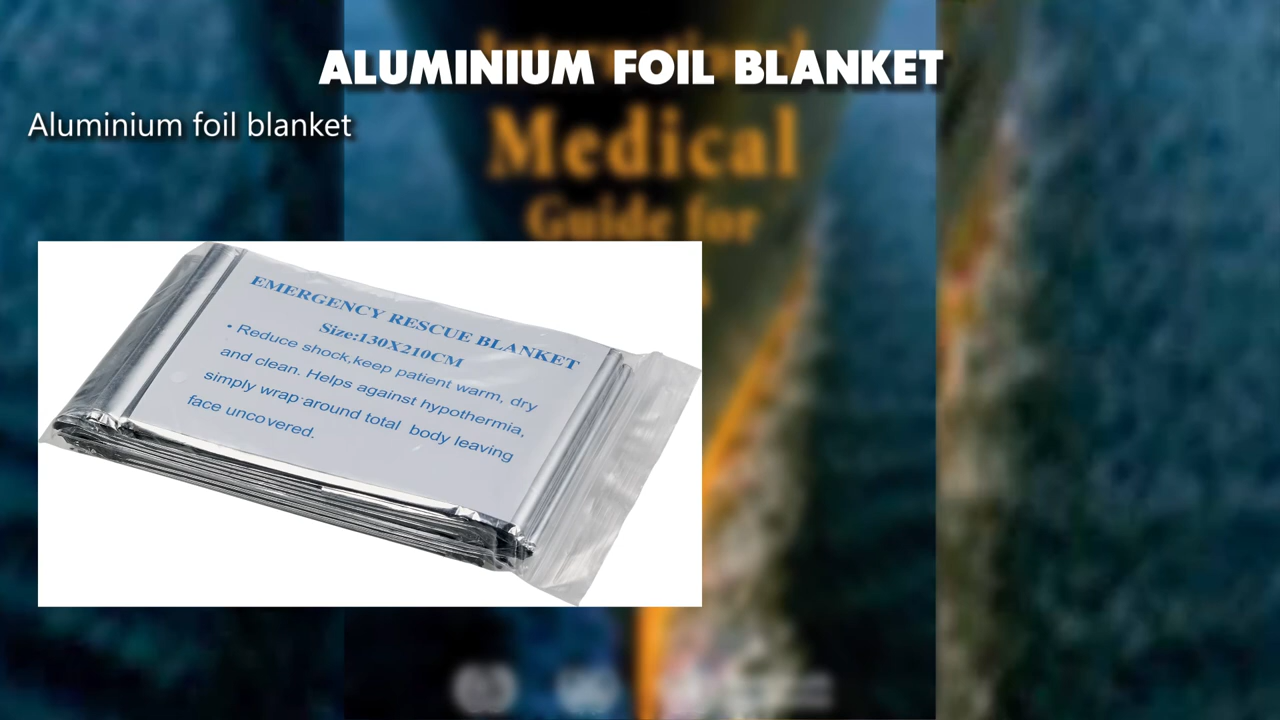 ALUMINIUM FOIL BLANKET
Aluminium foil blanket
Medical
Guide for
EMERGENCY RESCUE BLANKET
Size:130X210CM
• Reduce shock,keep patient warm, dry
and clean. Helps against hypothermia,
simply wrap around total body leaving
face uncovered.